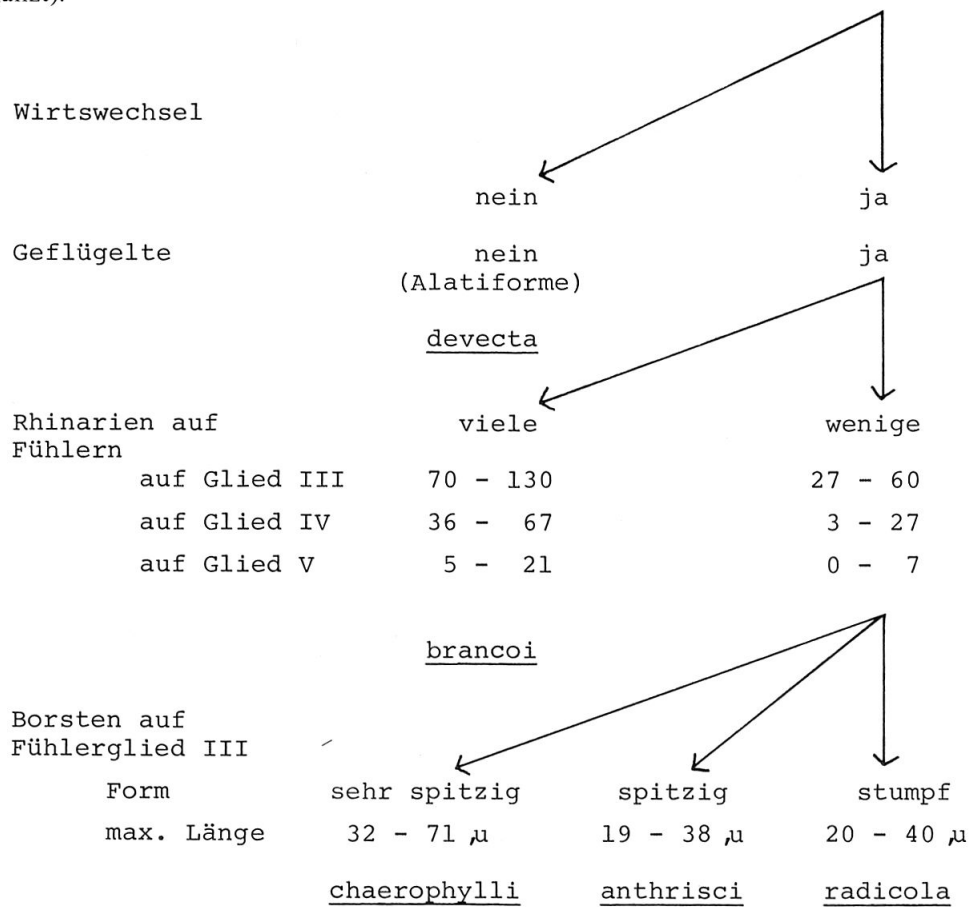 Wirtswechsel
nein ja
Geflügelte nein ja
(Alatiforme)
devecta
Rhinarien auf viele wenige
Fühlern
auf Glied III 70 - 130 27 - 60
auf Glied IV 36 - 67 3 - 27
auf Glied V 5 - 21 0 - 7
brancoi
Borsten auf
Fühlerglied III
Form sehr spitzig spitzig stumpf
max. Länge 32 - 71 µ 19 - 38 µ 20 - 40 µ
chaerophylli anthrisci radicola